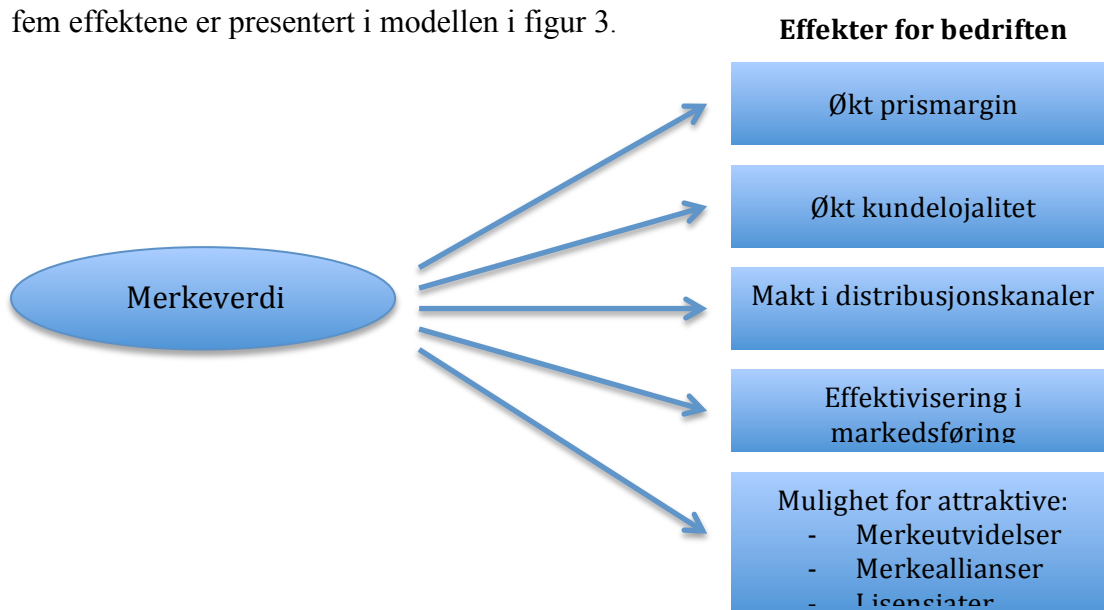 fem effektene er presentert i modellen i figur 3.
Effekter for bedriften
Økt prismargin
Økt kundelojalitet
Merkeverdi
Makt i distribusjonskanaler
Effektivisering i
markedsføring
Mulighet for attraktive:
- Merkeutvidelser
- Merkeallianser
- Lisensiater